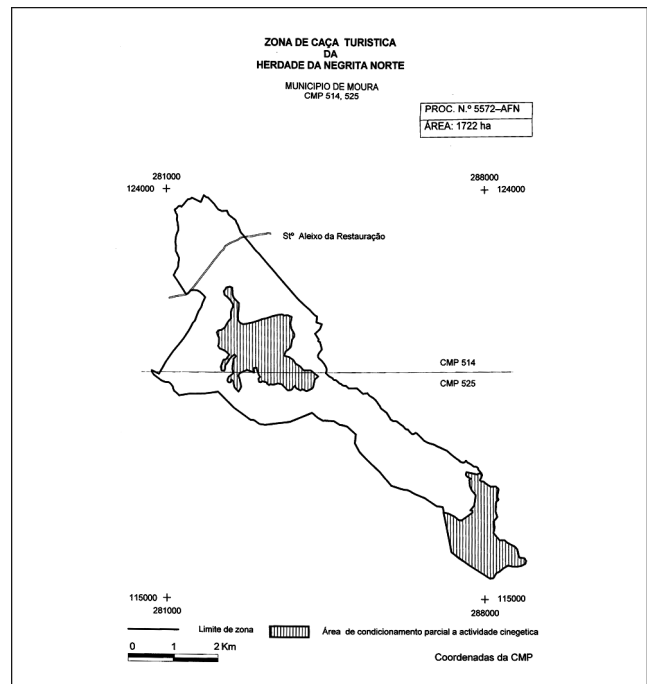 ZONA DE CAÇA TURISTICA
DA
HERDADE DA NEGRITA NORTE
MUNICIPIO DE MOURA
CMP 514, 525
PROC. N.º 5572–AFN
ÁREA: 1722 ha
281000
124000
288000
124000
Stº Aleixo da Restauração
CMP 514
CMP 525
115000
281000
115000
288000
Limite de zona
Área de condicionamento parcial a actividade cinegetica
0 1 2 Km
Coordenadas da CMP